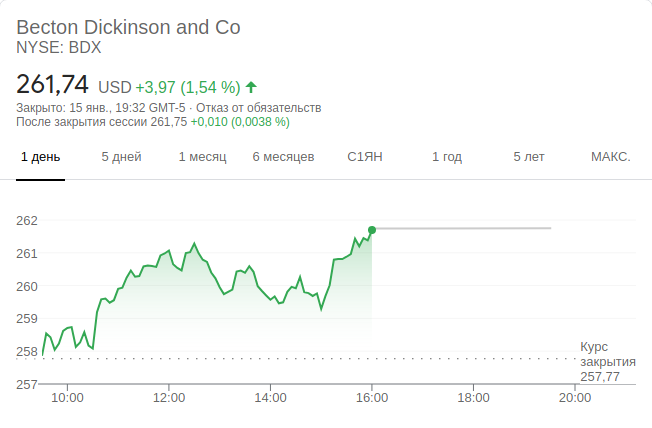 Becton Dickinson and Co
NYSE: BDX
261,74 USD +3,97 (1,54 %)
Закрыто: 15 янв., 19:32 GMT-5 · Отказ от обязательств
После закрытия сессии 261,75 +0,010 (0,0038 %)
1 день 5 дней 1 месяц 6 месяцев С1ЯН 1 год 5 лет МАКС.
262
261
260
259
258
257
Курс
закрытия
257,77
10:00 12:00 14:00 16:00 18:00 20:00